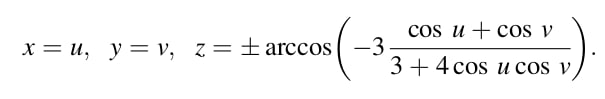 x = u, y = v, z = ± arccos(−3 (cos u + cos v)/(3 + 4 cos u cos v)).